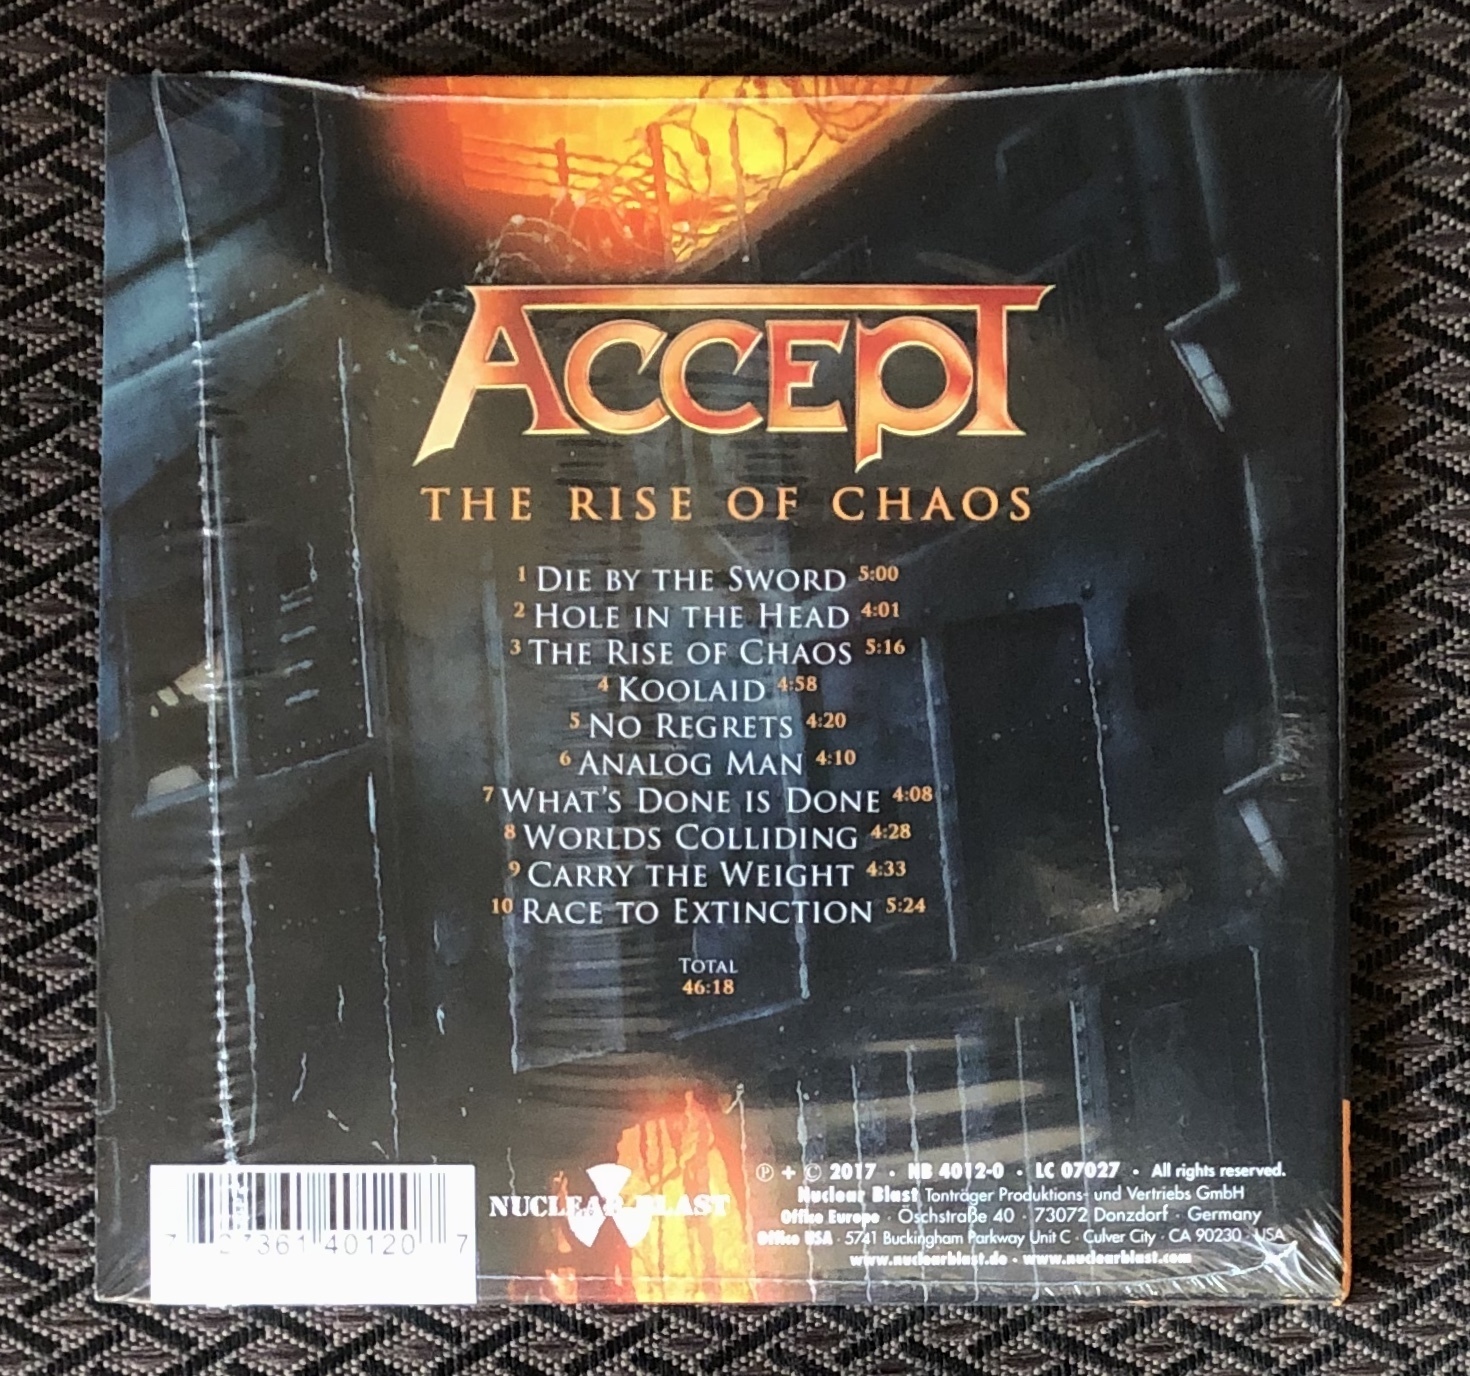 ACCEPT
THE RISE OF CHAOS
1 DIE BY THE SWORD 5:00
2 HOLE IN THE HEAD 4:01
3 THE RISE OF CHAOS 5:16
4 KOOLAID 4:58
5 NO REGRETS 4:20
6 ANALOG MAN 4:10
7 WHAT'S DONE IS DONE 4:08
8 WORLDS COLLIDING 4:28
9 CARRY THE WEIGHT 4:33
10 RACE TO EXTINCTION 5:24
TOTAL
46:18
7 27361 40120 7
NUCLEAR BLAST
℗ + © 2017 · NB 4012-0 · LC 07027 · All rights reserved.
Nuclear Blast Tonträger Produktions- und Vertriebs GmbH
Office Europe · Öschstraße 40 · 73072 Donzdorf · Germany
Office USA · 5741 Buckingham Parkway Unit C · Culver City · CA 90230 · USA
www.nuclearblast.de · www.nuclearblast.com